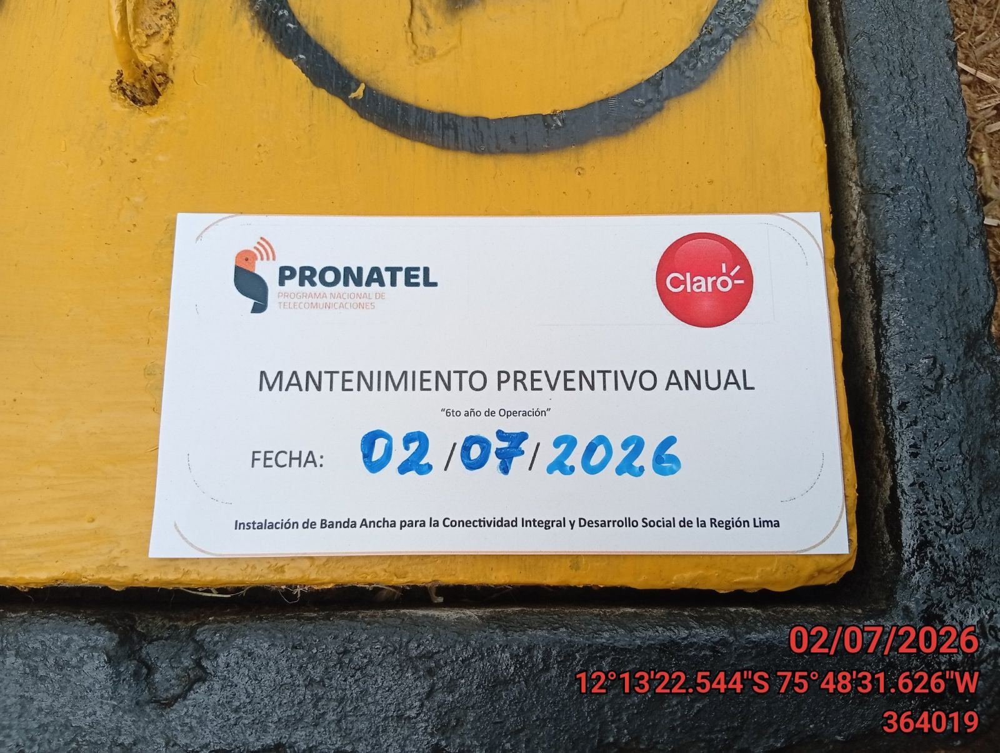 PRONATEL
PROGRAMA NACIONAL DE
TELECOMUNICACIONES
Claro
MANTENIMIENTO PREVENTIVO ANUAL
“6to año de Operación”
FECHA: 02/07/2026
Instalación de Banda Ancha para la Conectividad Integral y Desarrollo Social de la Región Lima
02/07/2026
12°13'22.544"S 75°48'31.626"W
364019